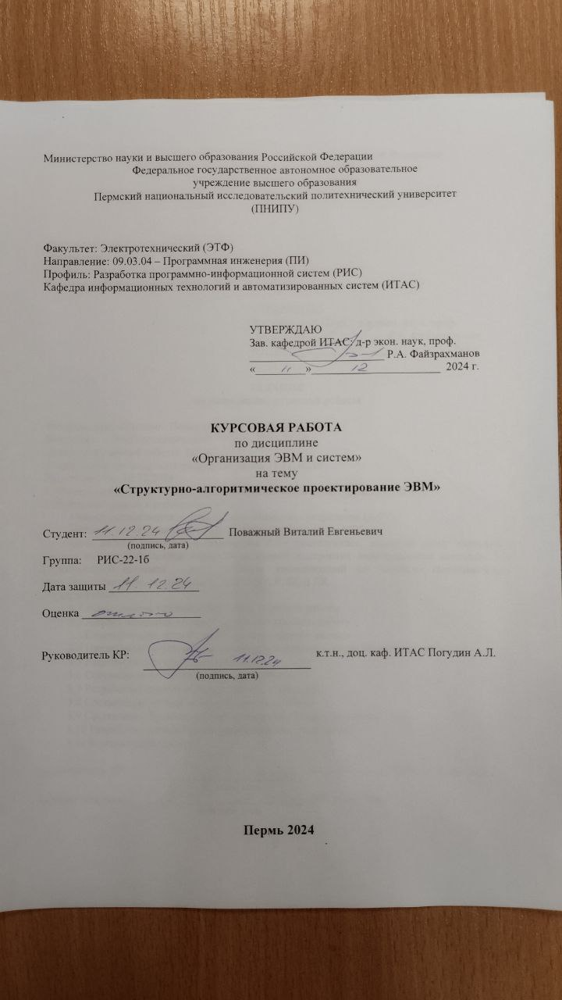 Министерство науки и высшего образования Российской Федерации
Федеральное государственное автономное образовательное
учреждение высшего образования
Пермский национальный исследовательский политехнический университет
(ПНИПУ)
Факультет: Электротехнический (ЭТФ)
Направление: 09.03.04 – Программная инженерия (ПИ)
Профиль: Разработка программно-информационной систем (РИС)
Кафедра информационных технологий и автоматизированных систем (ИТАС)
УТВЕРЖДАЮ
Зав. кафедрой ИТАС, д-р экон. наук, проф.
Р.А. Файзрахманов
« 11 » 12 2024 г.
КУРСОВАЯ РАБОТА
по дисциплине
«Организация ЭВМ и систем»
на тему
«Структурно-алгоритмическое проектирование ЭВМ»
Студент: 11.12.24 Поважный Виталий Евгеньевич
(подпись, дата)
Группа: РИС-22-1б
Дата защиты 11.12.24
Оценка отлично
Руководитель КР: 11.12.24 к.т.н., доц. каф. ИТАС Погудин А.Л.
(подпись, дата)
Пермь 2024